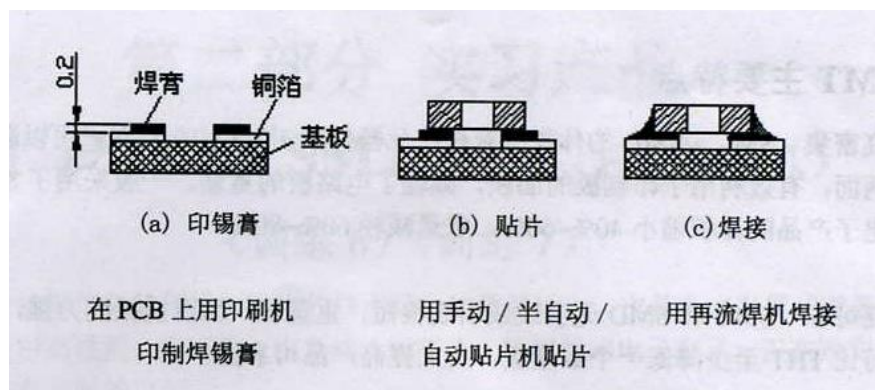 0.2
焊膏
铜箔
基板
(a) 印锡膏
(b) 贴片
(c) 焊接
在 PCB 上用印刷机
印制焊锡膏
用手动 / 半自动 /
自动贴片机贴片
用再流焊机焊接